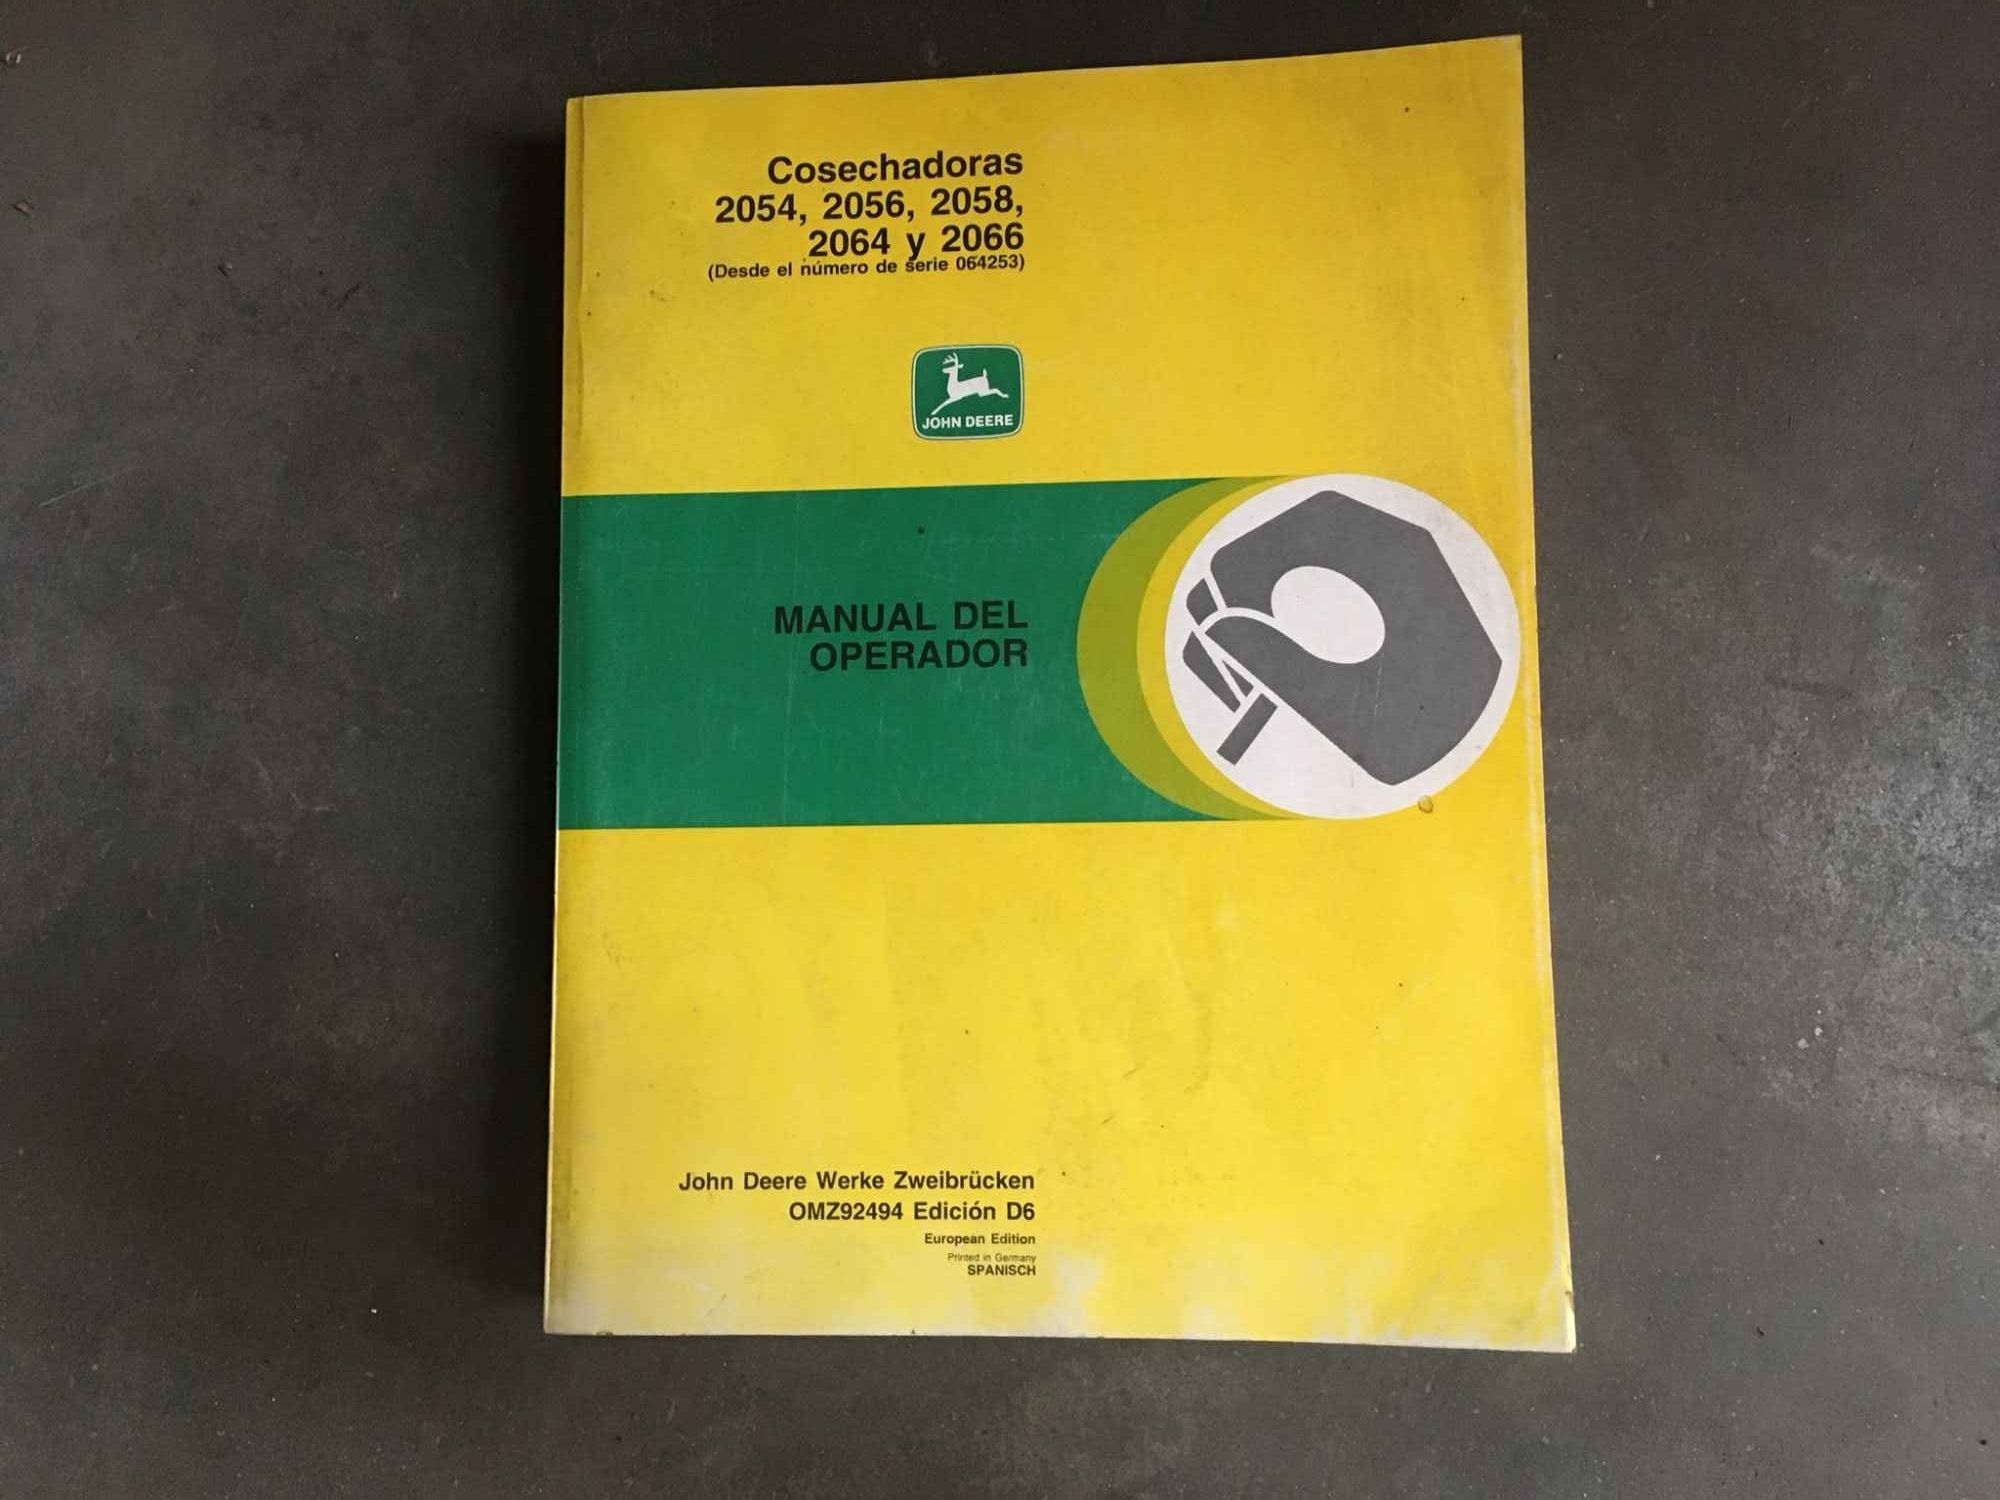 Cosechadoras
2054, 2056, 2058,
2064 y 2066
(Desde el número de serie 064253)
JOHN DEERE
MANUAL DEL
OPERADOR
John Deere Werke Zweibrücken
OMZ92494 Edición D6
European Edition
Printed in Germany
SPANISCH